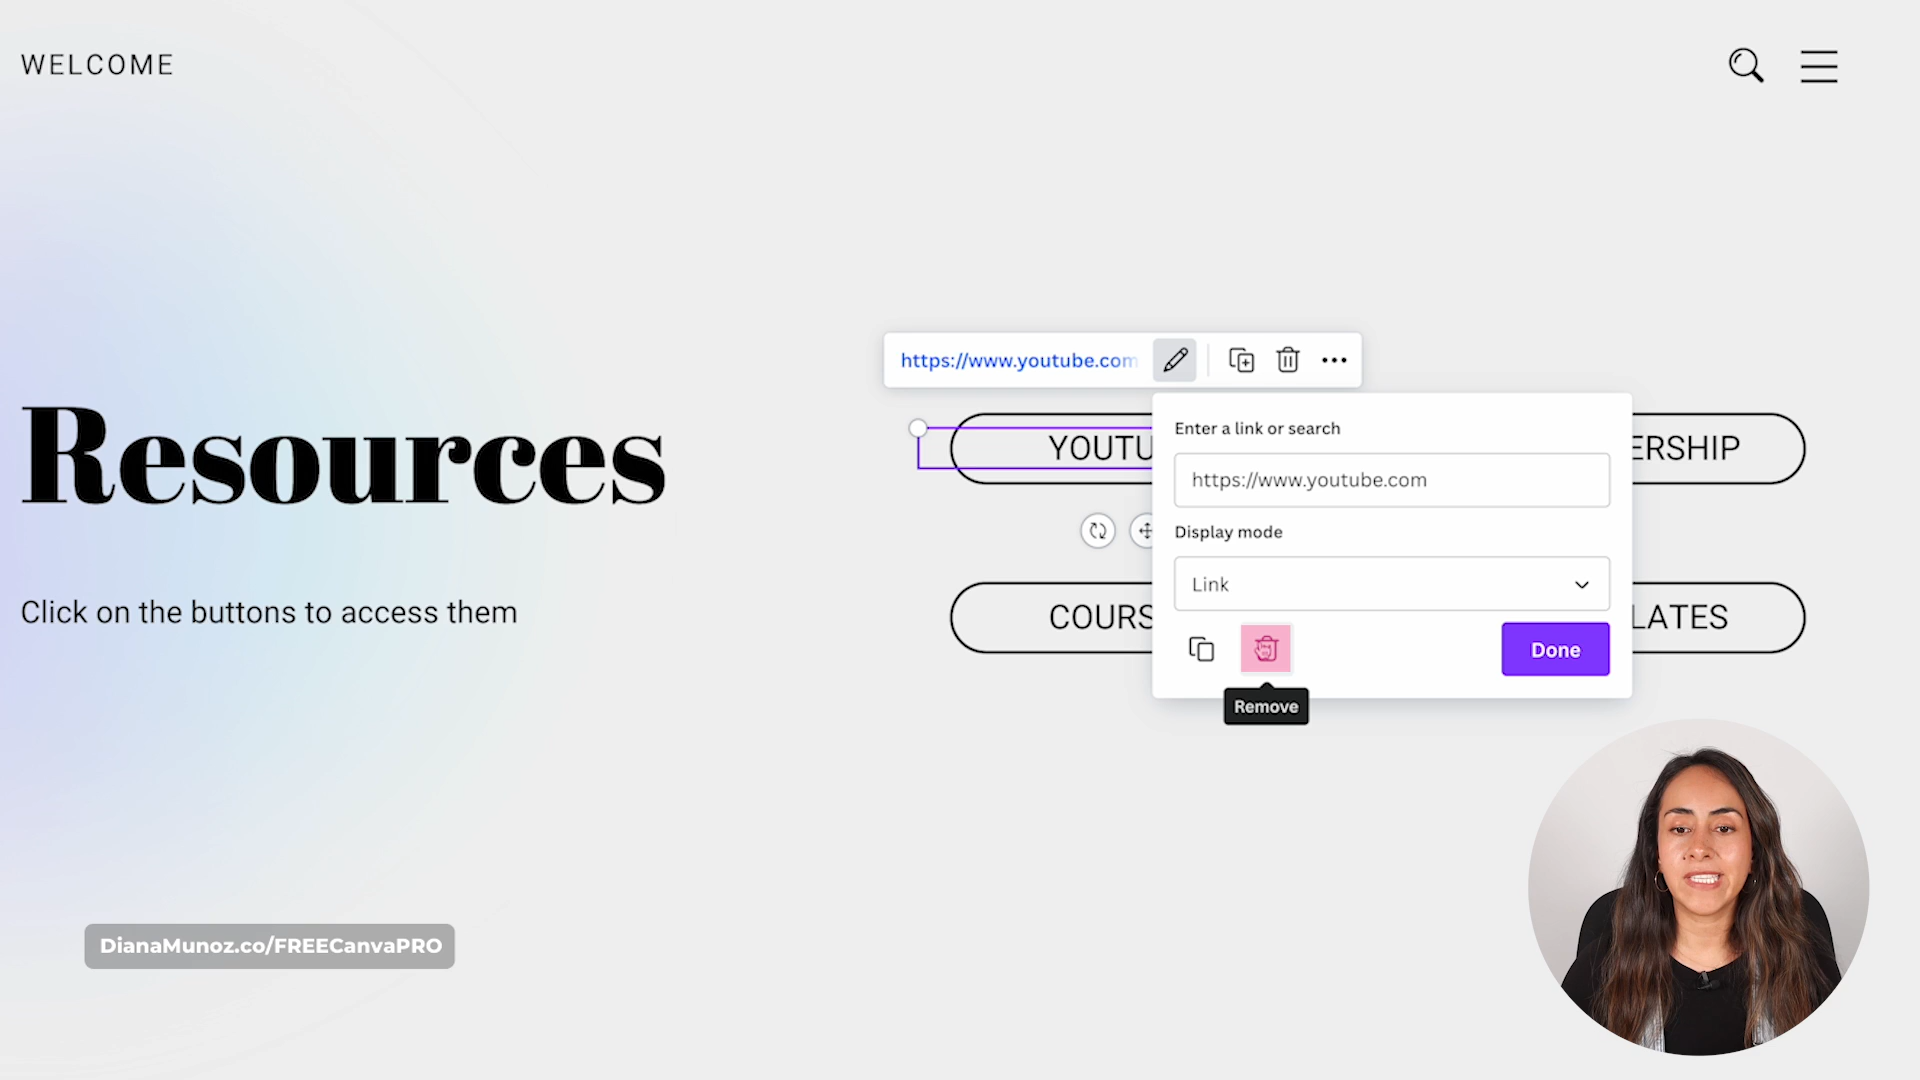 WELCOME
https://www.youtube.com
Enter a link or search
https://www.youtube.com
Display mode
Link
Done
Remove
YOUTU
ERSHIP
COURS
LATES
Resources
Click on the buttons to access them
DianaMunoz.co/FREECanvaPRO